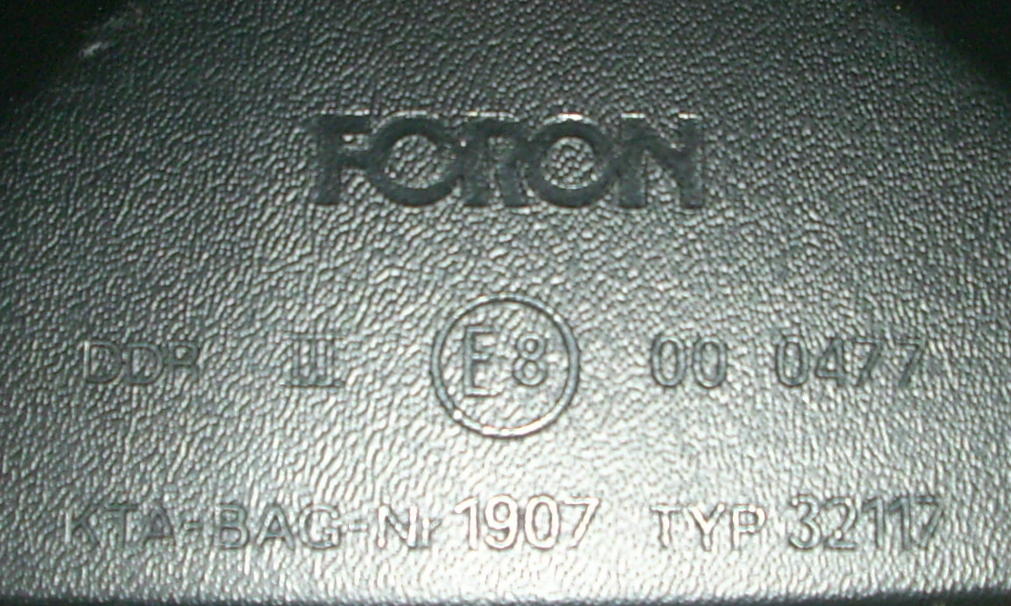 FORON
DDR III E8 00 0477
KTA-BAG-Nr 1907 TYP 32117